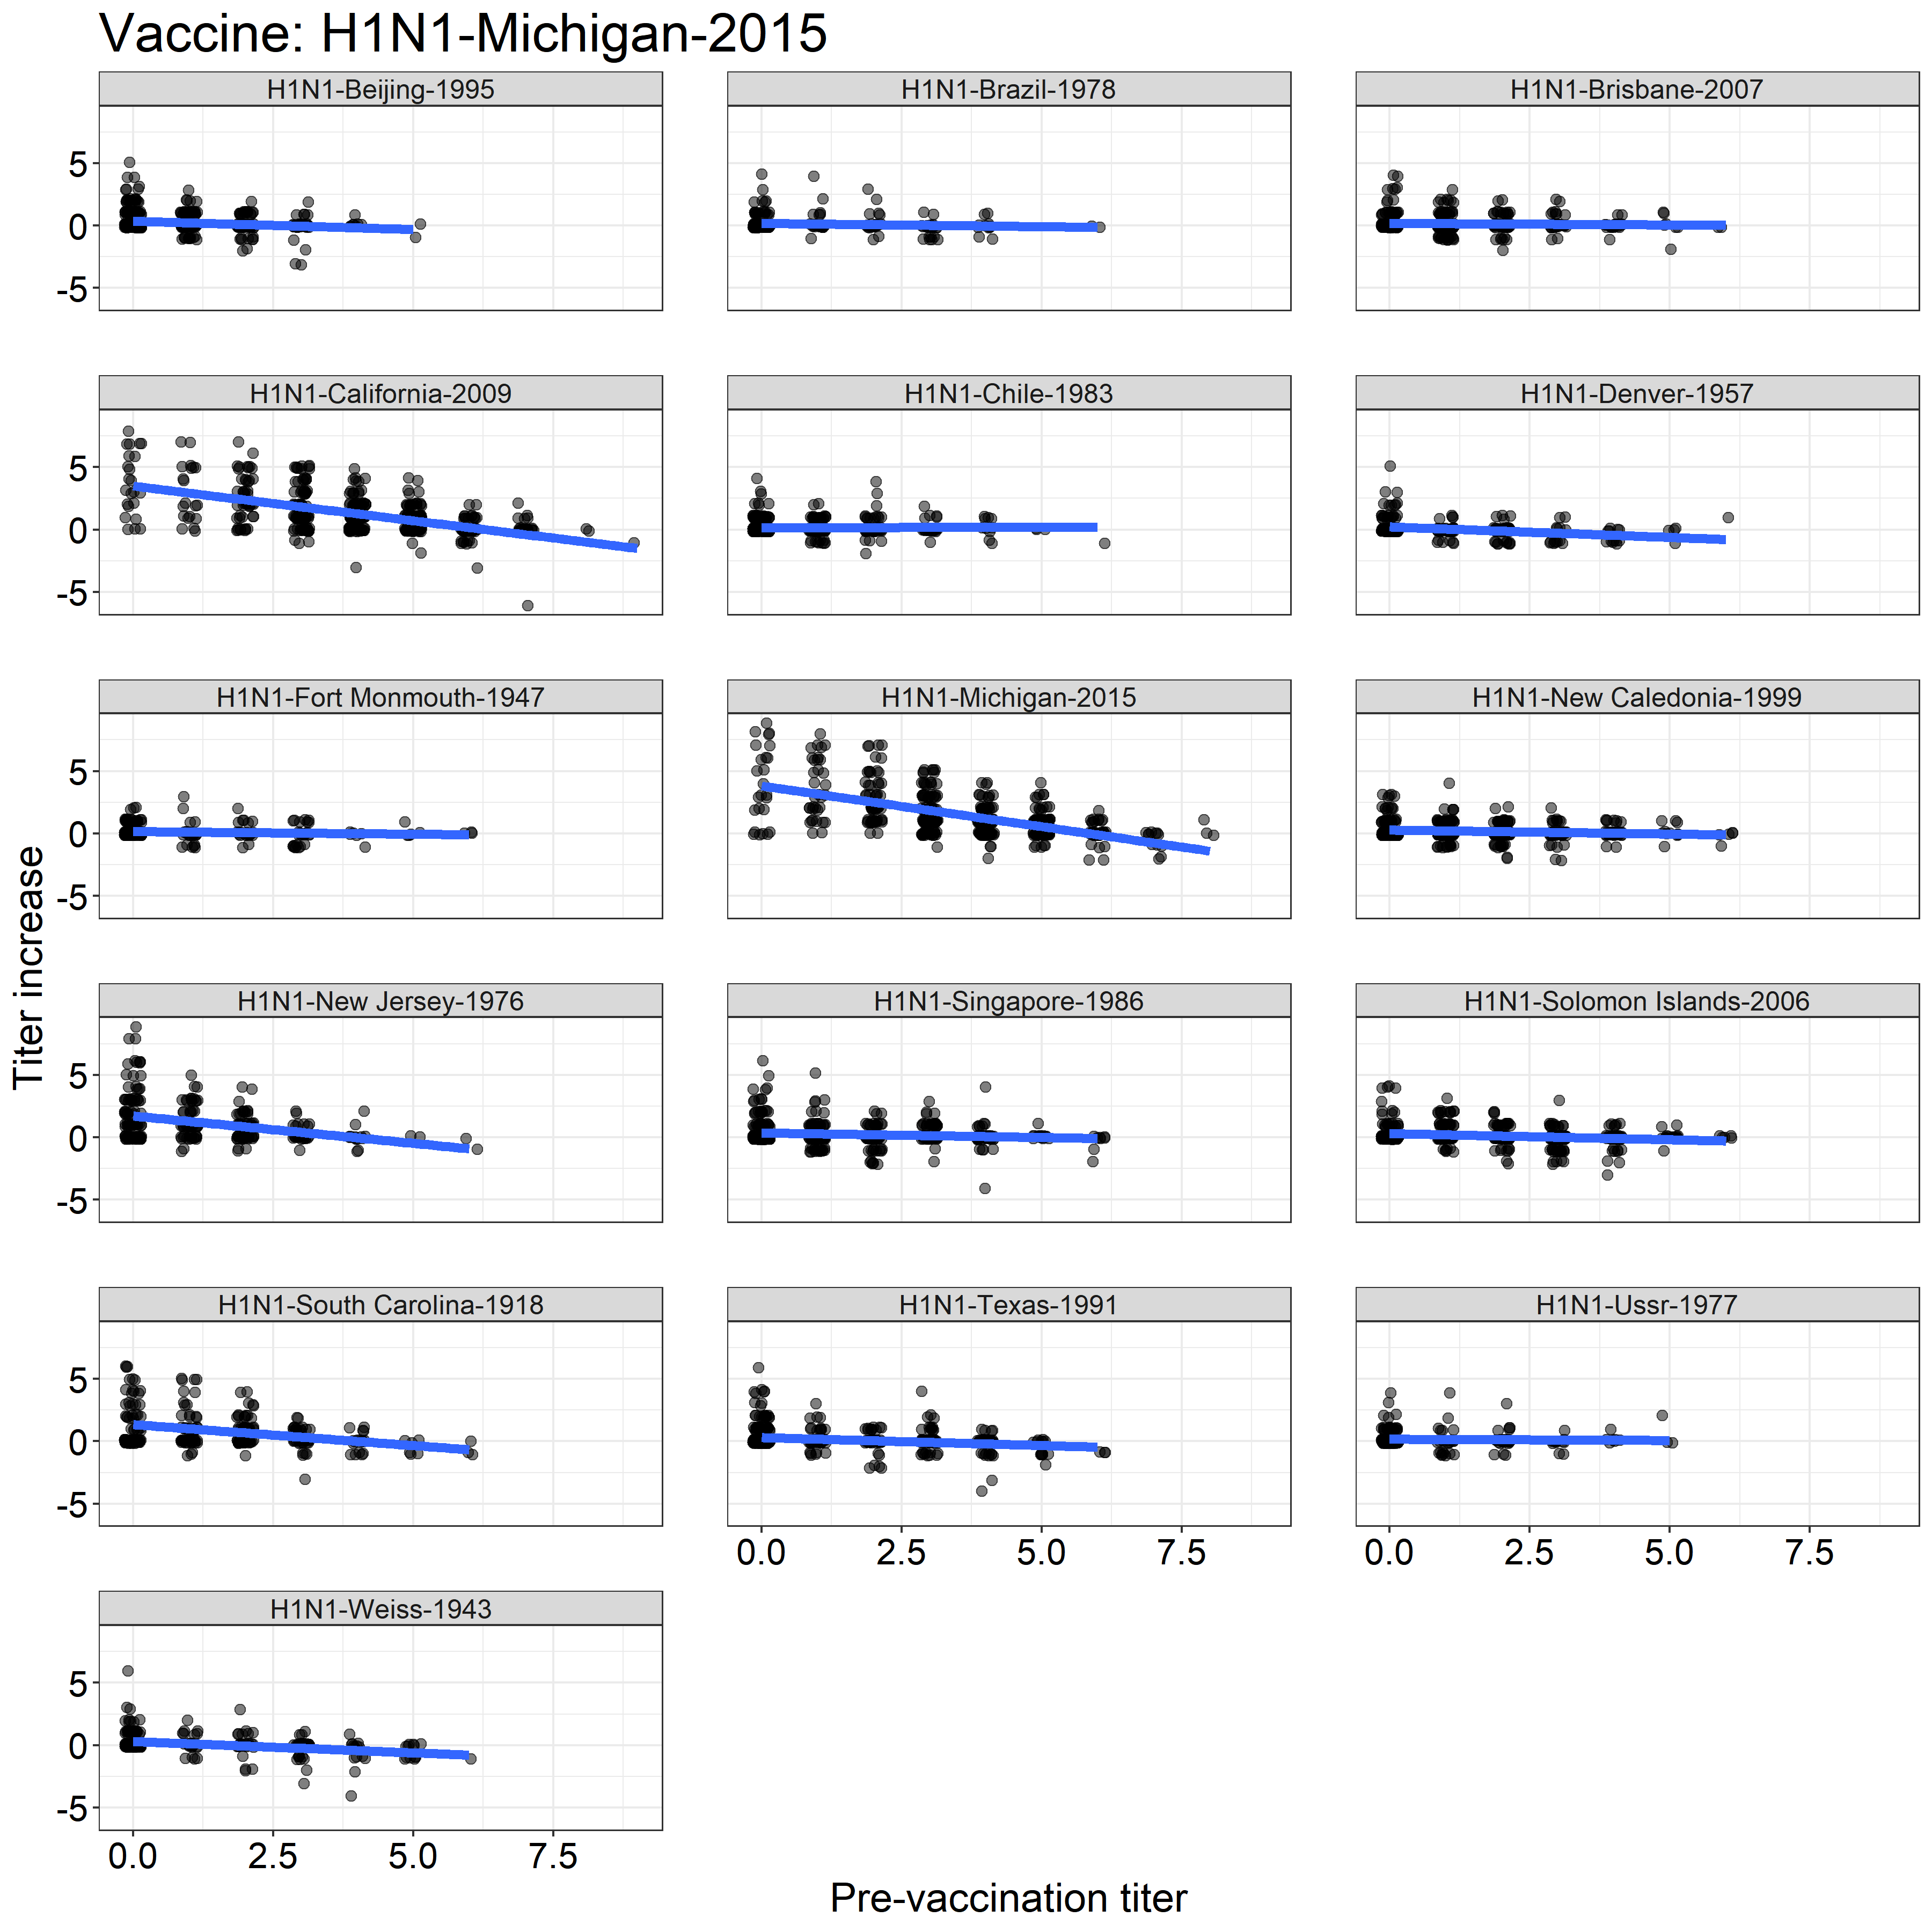 Vaccine: H1N1-Michigan-2015
H1N1-Beijing-1995 H1N1-Brazil-1978 H1N1-Brisbane-2007
5
0
-5
H1N1-California-2009 H1N1-Chile-1983 H1N1-Denver-1957
5
0
-5
H1N1-Fort Monmouth-1947 H1N1-Michigan-2015 H1N1-New Caledonia-1999
5
0
-5
Titer increase
H1N1-New Jersey-1976 H1N1-Singapore-1986 H1N1-Solomon Islands-2006
5
0
-5
H1N1-South Carolina-1918 H1N1-Texas-1991 H1N1-Ussr-1977
5
0
-5
0.0 2.5 5.0 7.5 0.0 2.5 5.0 7.5
H1N1-Weiss-1943
5
0
-5
0.0 2.5 5.0 7.5
Pre-vaccination titer